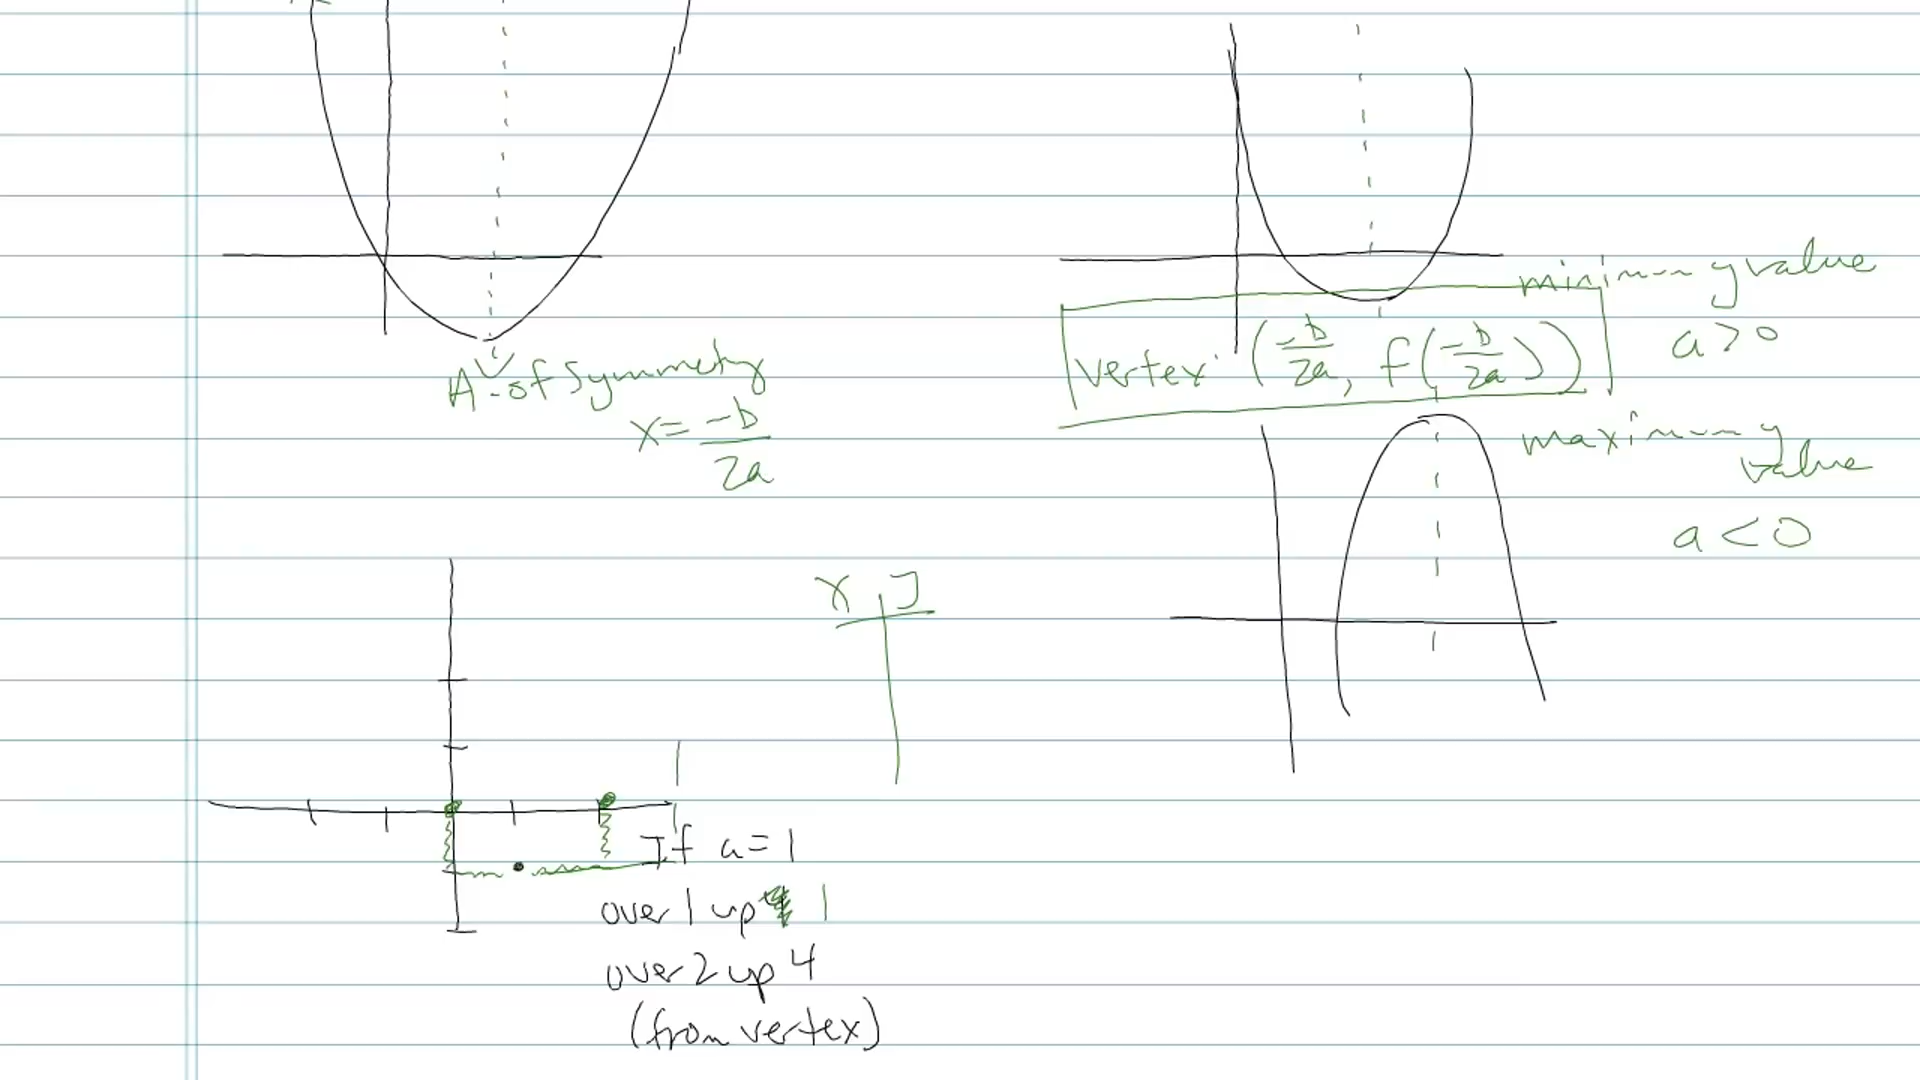 minimum y value
a > 0
vertex: (-b/2a, f(-b/2a))
A. of Symmetry
x = -b/2a
maximum y
value
a < 0
x y
If a = 1
over 1 up 1
over 2 up 4
(from vertex)